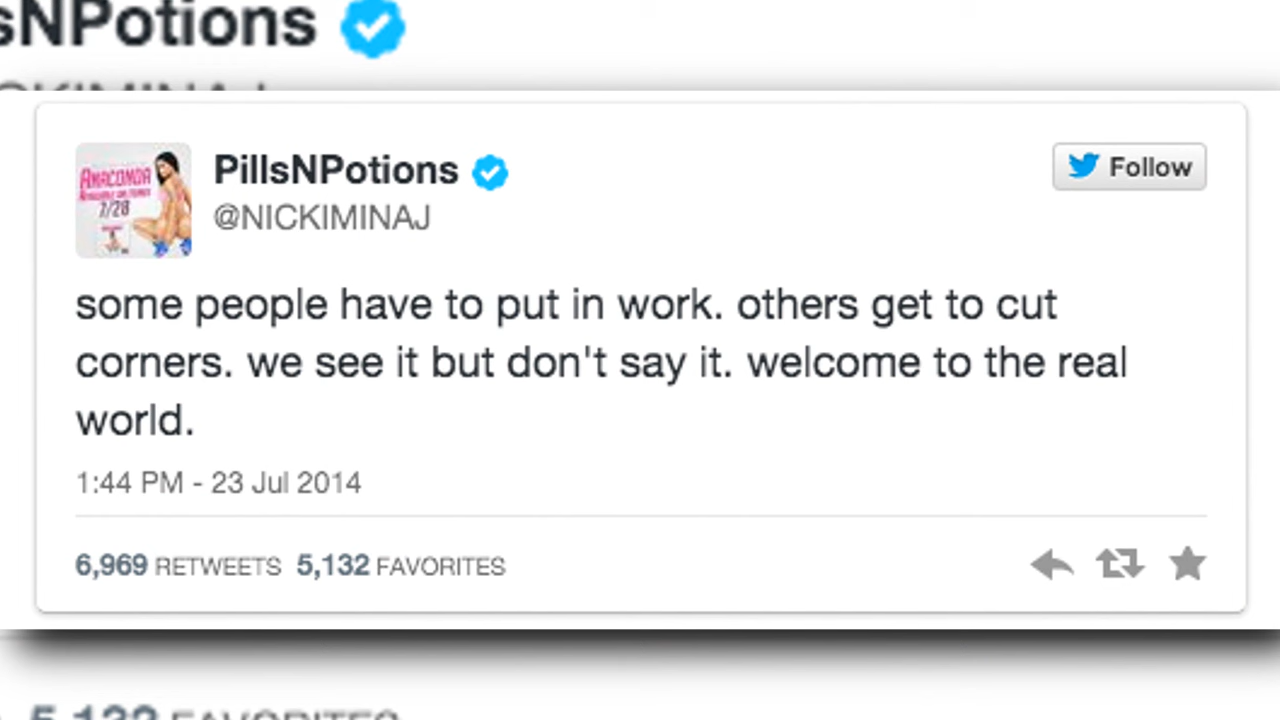 sNPotions
PillsNPotions
@NICKIMINAJ
Follow
ANACONDA
7/28
some people have to put in work. others get to cut
corners. we see it but don't say it. welcome to the real
world.
1:44 PM - 23 Jul 2014
6,969 RETWEETS 5,132 FAVORITES
5,132 FAVORITES